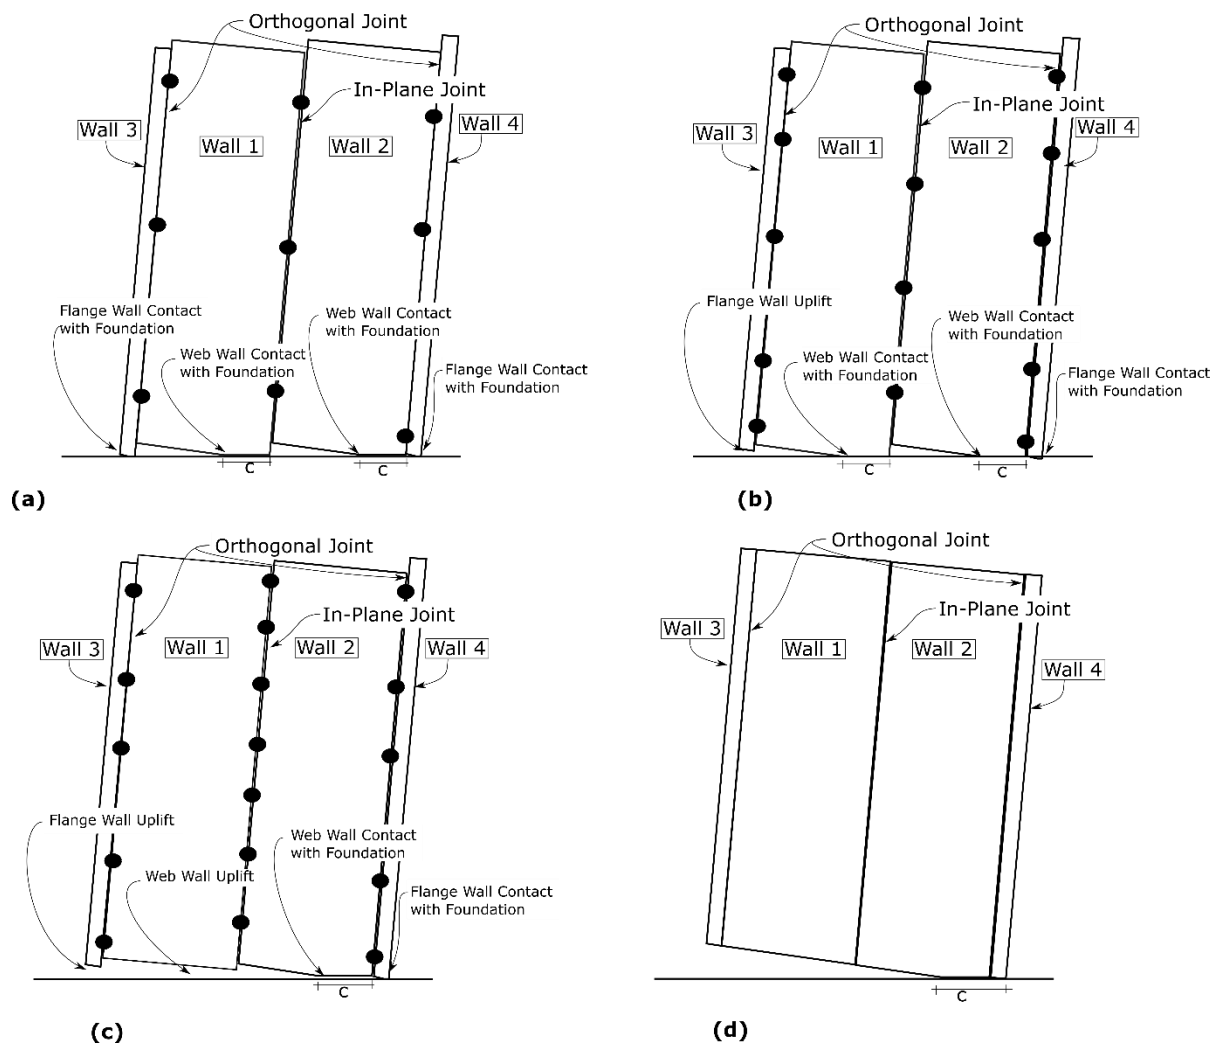 Orthogonal Joint
In-Plane Joint
Wall 3
Wall 1
Wall 2
Wall 4
Flange Wall Contact
with Foundation
Web Wall Contact
with Foundation
Web Wall Contact
with Foundation
Flange Wall Contact
with Foundation
C
C
(a)
Orthogonal Joint
In-Plane Joint
Wall 3
Wall 1
Wall 2
Wall 4
Flange Wall Uplift
Web Wall Contact
with Foundation
Web Wall Contact
with Foundation
Flange Wall Contact
with Foundation
C
C
(b)
Orthogonal Joint
In-Plane Joint
Wall 3
Wall 1
Wall 2
Wall 4
Flange Wall Uplift
Web Wall Contact
with Foundation
Web Wall Uplift
Flange Wall Contact
with Foundation
C
(c)
Orthogonal Joint
In-Plane Joint
Wall 3
Wall 1
Wall 2
Wall 4
C
(d)